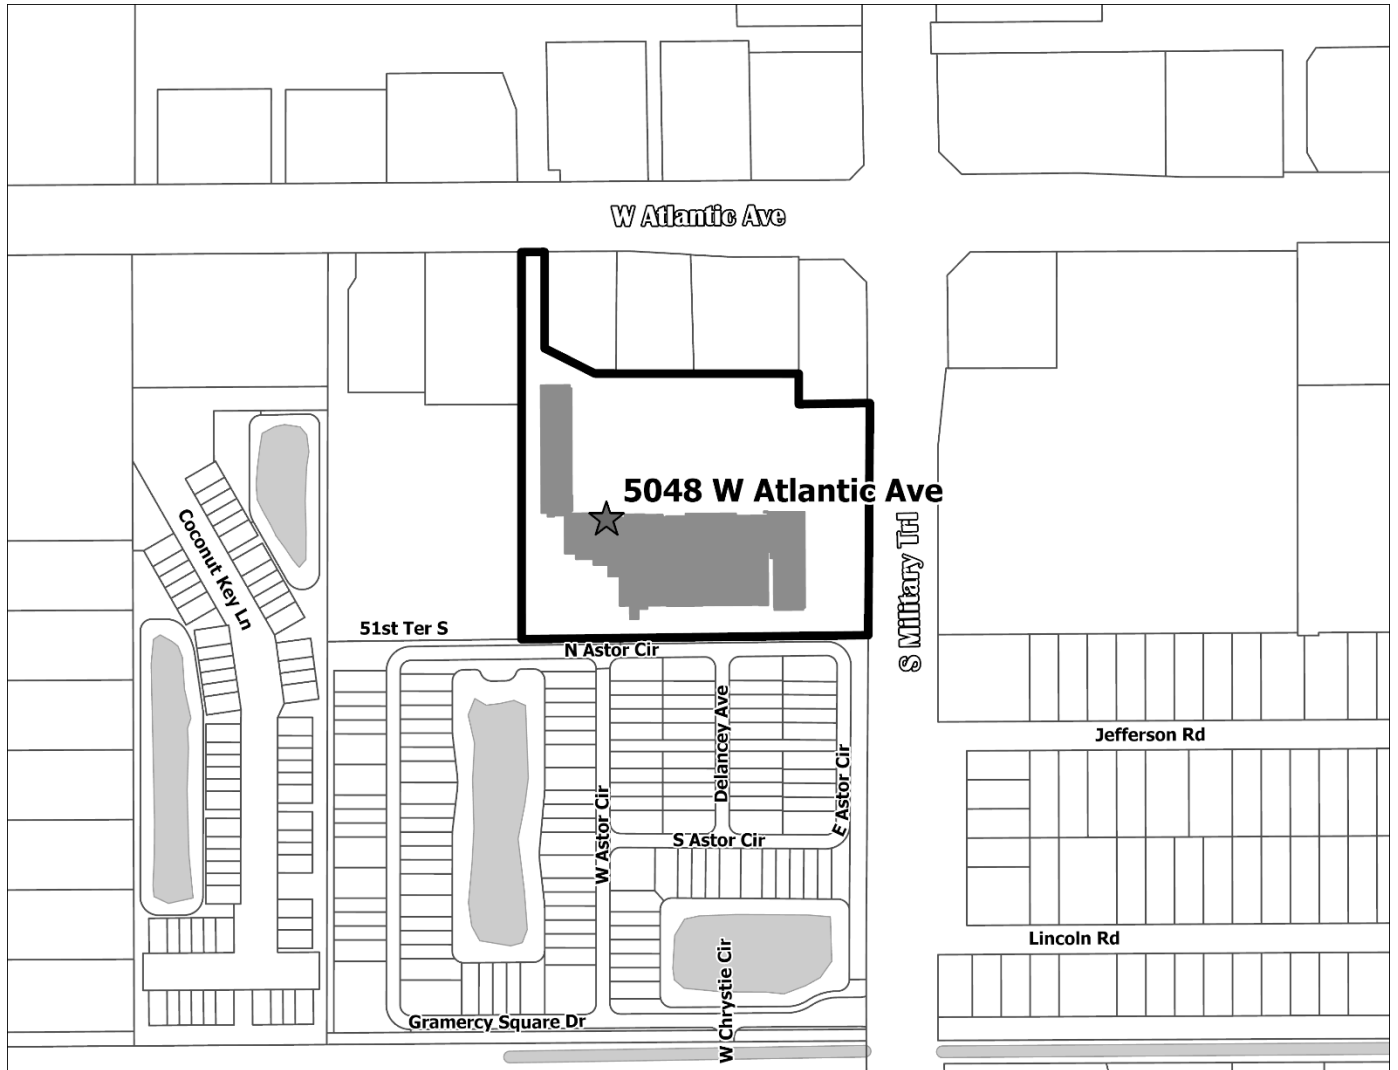 W Atlantic Ave
5048 W Atlantic Ave
Coconut Key Ln
S Military Trl
51st Ter S
N Astor Cir
Delancey Ave
Jefferson Rd
E Astor Cir
W Astor Cir
S Astor Cir
Lincoln Rd
W Chrystie Cir
Gramercy Square Dr